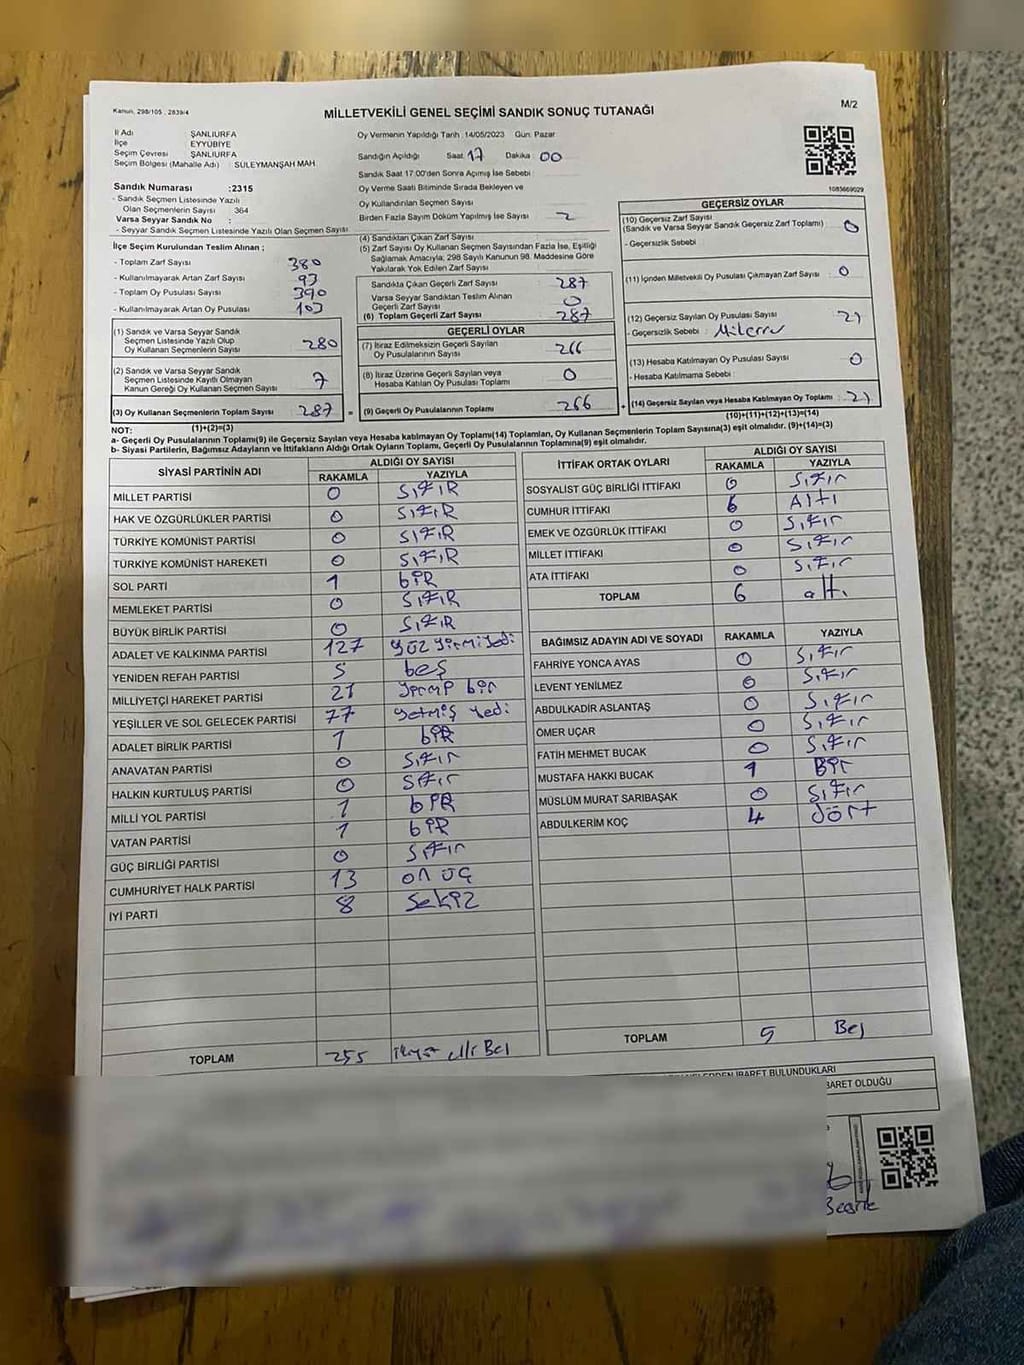 Kanun, 298/105 , 2839/4
MİLLETVEKİLİ GENEL SEÇİMİ SANDIK SONUÇ TUTANAĞI
M/2
İl Adı ŞANLIURFA
İlçe EYYÜBİYE
Seçim Çevresi ŞANLIURFA
Seçim Bölgesi (Mahalle Adı) : SÜLEYMANŞAH MAH
Sandık Numarası :2315
- Sandık Seçmen Listesinde Yazılı
Olan Seçmenlerin Sayısı 364
Varsa Seyyar Sandık No :
- Seyyar Sandık Seçmen Listesinde Yazılı Olan Seçmen Sayısı
Oy Vermenin Yapıldığı Tarih :14/05/2023 Gün: Pazar
Sandığın Açıldığı Saat 17 Dakika 00
Sandık Saat 17:00'den Sonra Açılmış İse Sebebi :
Oy Verme Saati Bitiminde Sırada Bekleyen ve
Oy Kullandırılan Seçmen Sayısı
Birden Fazla Sayım Döküm Yapılmış İse Sayısı
1083669029
İlçe Seçim Kurulundan Teslim Alınan ;
- Toplam Zarf Sayısı 380
- Kullanılmayarak Artan Zarf Sayısı 93
- Toplam Oy Pusulası Sayısı 390
- Kullanılmayarak Artan Oy Pusulası 103
(1) Sandık ve Varsa Seyyar Sandık
Seçmen Listesinde Yazılı Olup
Oy Kullanan Seçmenlerin Sayısı 280
(2) Sandık ve Varsa Seyyar Sandık
Seçmen Listesinde Kayıtlı Olmayan
Kanun Gereği Oy Kullanan Seçmen Sayısı 7
(3) Oy Kullanan Seçmenlerin Toplam Sayısı 287 =
(1)+(2)=(3)
(4) Sandıktan Çıkan Zarf Sayısı :
(5) Zarf Sayısı Oy Kullanan Seçmen Sayısından Fazla İse, Eşitliği
Sağlamak Amacıyla; 298 Sayılı Kanunun 98. Maddesine Göre
Yakılarak Yok Edilen Zarf Sayısı :
Sandıkta Çıkan Geçerli Zarf Sayısı 287
Varsa Seyyar Sandıktan Teslim Alınan
Geçerli Zarf Sayısı 0
(6) Toplam Geçerli Zarf Sayısı : 287
GEÇERLİ OYLAR
(7) İtiraz Edilmeksizin Geçerli Sayılan
Oy Pusulalarının Sayısı 266
(8) İtiraz Üzerine Geçerli Sayılan veya
Hesaba Katılan Oy Pusulası Toplamı 0
(9) Geçerli Oy Pusulalarının Toplamı 266 +
GEÇERSİZ OYLAR
(10) Geçersiz Zarf Sayısı
(Sandık ve Varsa Seyyar Sandık Geçersiz Zarf Toplamı) : 0
- Geçersizlik Sebebi :
(11) İçinden Milletvekili Oy Pusulası Çıkmayan Zarf Sayısı : 0
(12) Geçersiz Sayılan Oy Pusulası Sayısı : 21
- Geçersizlik Sebebi :
(13) Hesaba Katılmayan Oy Pusulası Sayısı 0
- Hesaba Katılmama Sebebi :
(14) Geçersiz Sayılan veya Hesaba Katılmayan Oy Toplamı : 21
(10)+(11)+(12)+(13)=(14)
NOT:
a- Geçerli Oy Pusulalarının Toplamı(9) ile Geçersiz Sayılan veya Hesaba katılmayan Oy Toplamı(14) Toplamları, Oy Kullanan Seçmenlerin Toplam Sayısına(3) eşit olmalıdır. (9)+(14)=(3)
b- Siyasi Partilerin, Bağımsız Adayların ve İttifakların Aldığı Ortak Oyların Toplamı, Geçerli Oy Pusulalarının Toplamına(9) eşit olmalıdır.
SİYASİ PARTİNİN ADI ALDIĞI OY SAYISI
RAKAMLA YAZIYLA
MİLLET PARTİSİ 0 SIFIR
HAK VE ÖZGÜRLÜKLER PARTİSİ 0 SIFIR
TÜRKİYE KOMÜNİST PARTİSİ 0 SIFIR
TÜRKİYE KOMÜNİST HAREKETİ 0 SIFIR
SOL PARTİ 1 bİR
MEMLEKET PARTİSİ 0 SIFIR
BÜYÜK BİRLİK PARTİSİ 0 SIFIR
ADALET VE KALKINMA PARTİSİ 127 yüz yirmi yedi
YENİDEN REFAH PARTİSİ 5 beş
MİLLİYETÇİ HAREKET PARTİSİ 21 yirmi bir
YEŞİLLER VE SOL GELECEK PARTİSİ 77 yetmiş yedi
ADALET BİRLİK PARTİSİ 1 bİR
ANAVATAN PARTİSİ 0 Sıfır
HALKIN KURTULUŞ PARTİSİ 0 Sıfır
MİLLİ YOL PARTİSİ 1 bİR
VATAN PARTİSİ 1 bİR
GÜÇ BİRLİĞİ PARTİSİ 0 Sıfır
CUMHURİYET HALK PARTİSİ 13 on üç
İYİ PARTİ 8 Sekiz
TOPLAM 255 ikiyüz elli Beş
İTTİFAK ORTAK OYLARI ALDIĞI OY SAYISI
RAKAMLA YAZIYLA
SOSYALİST GÜÇ BİRLİĞİ İTTİFAKI 0 Sıfır
CUMHUR İTTİFAKI 6 Altı
EMEK VE ÖZGÜRLÜK İTTİFAKI 0 Sıfır
MİLLET İTTİFAKI 0 Sıfır
ATA İTTİFAKI 0 Sıfır
TOPLAM 6 altı
BAĞIMSIZ ADAYIN ADI VE SOYADI RAKAMLA YAZIYLA
FAHRİYE YONCA AYAS 0 Sıfır
LEVENT YENİLMEZ 0 Sıfır
ABDULKADİR ASLANTAŞ 0 Sıfır
ÖMER UÇAR 0 Sıfır
FATİH MEHMET BUCAK 0 Sıfır
MUSTAFA HAKKI BUCAK 1 Bir
MÜSLÜM MURAT SARIBAŞAK 0 Sıfır
ABDULKERİM KOÇ 4 dört
TOPLAM 5 Beş
İBARET BULUNDUKLARI
BARET OLDUĞU